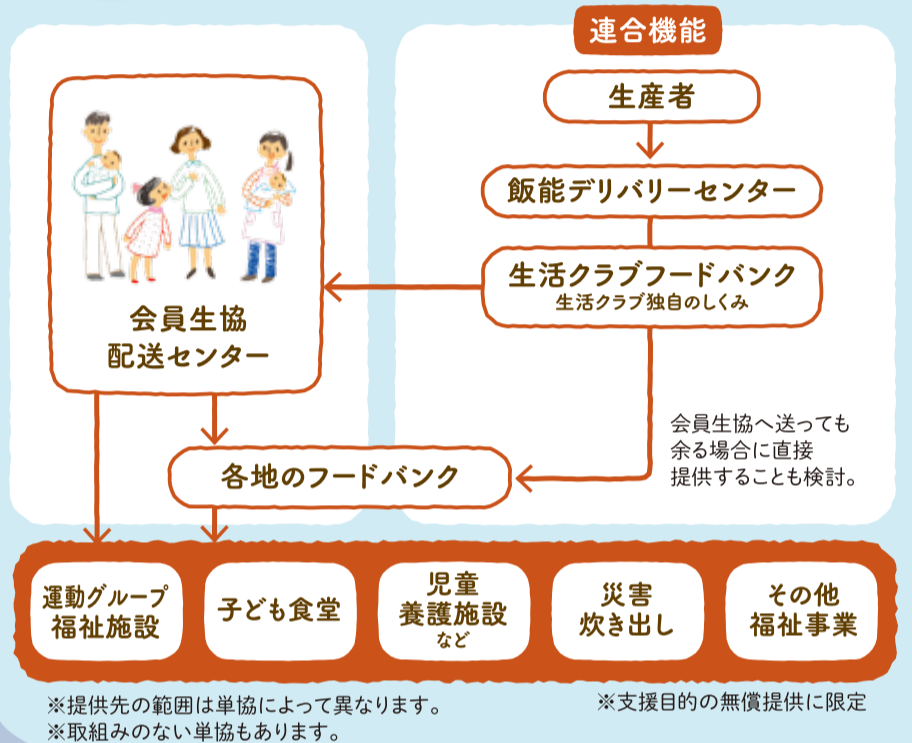 連合機能
生産者
飯能デリバリーセンター
生活クラブフードバンク
生活クラブ独自のしくみ
会員生協
配送センター
会員生協へ送っても
余る場合に直接
提供することも検討。
各地のフードバンク
運動グループ
福祉施設
子ども食堂
児童
養護施設
など
災害
炊き出し
その他
福祉事業
※提供先の範囲は単協によって異なります。
※取組みのない単協もあります。
※支援目的の無償提供に限定